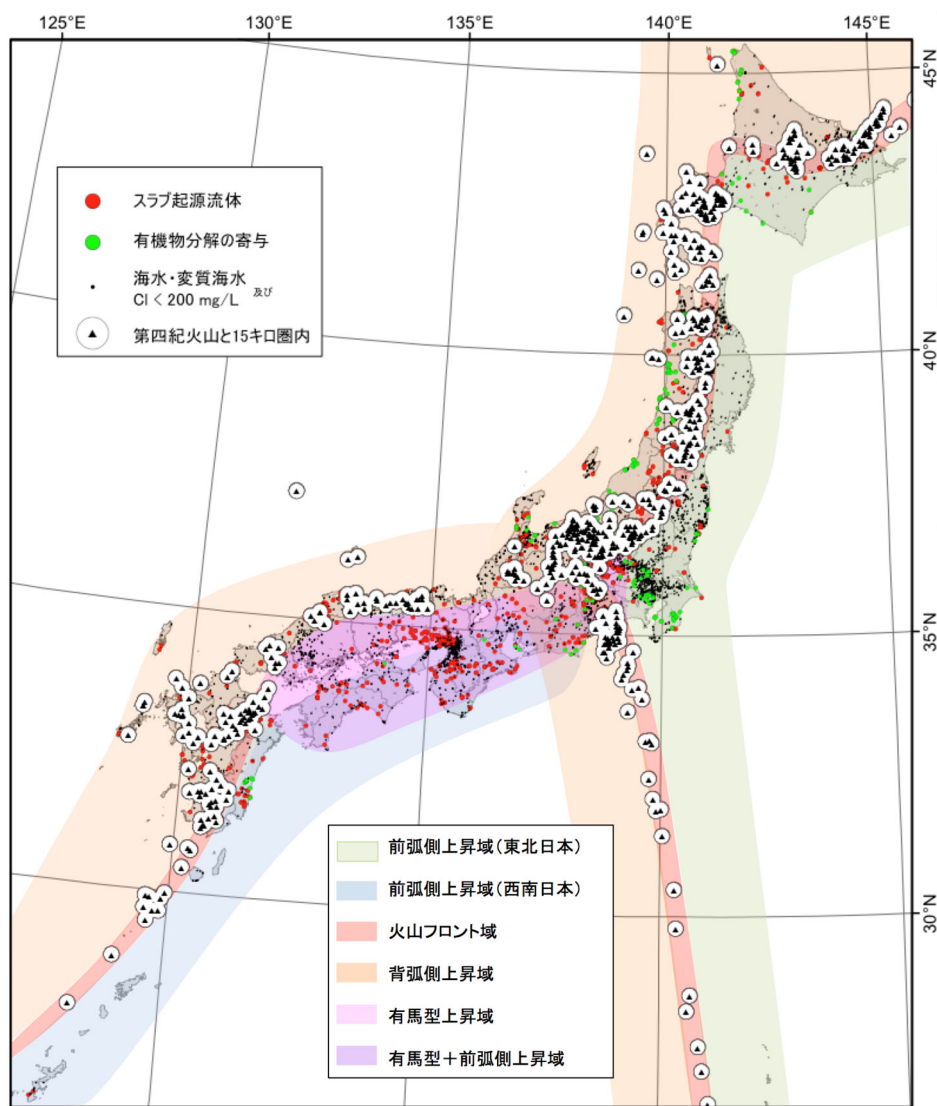 125°E
130°E
135°E
140°E
145°E
45°N
スラブ起源流体
有機物分解の寄与
海水・変質海水 及び
Cl < 200 mg/L
第四紀火山と15キロ圏内
40°N
35°N
前弧側上昇域(東北日本)
前弧側上昇域(西南日本)
火山フロント域
背弧側上昇域
有馬型上昇域
有馬型＋前弧側上昇域
30°N